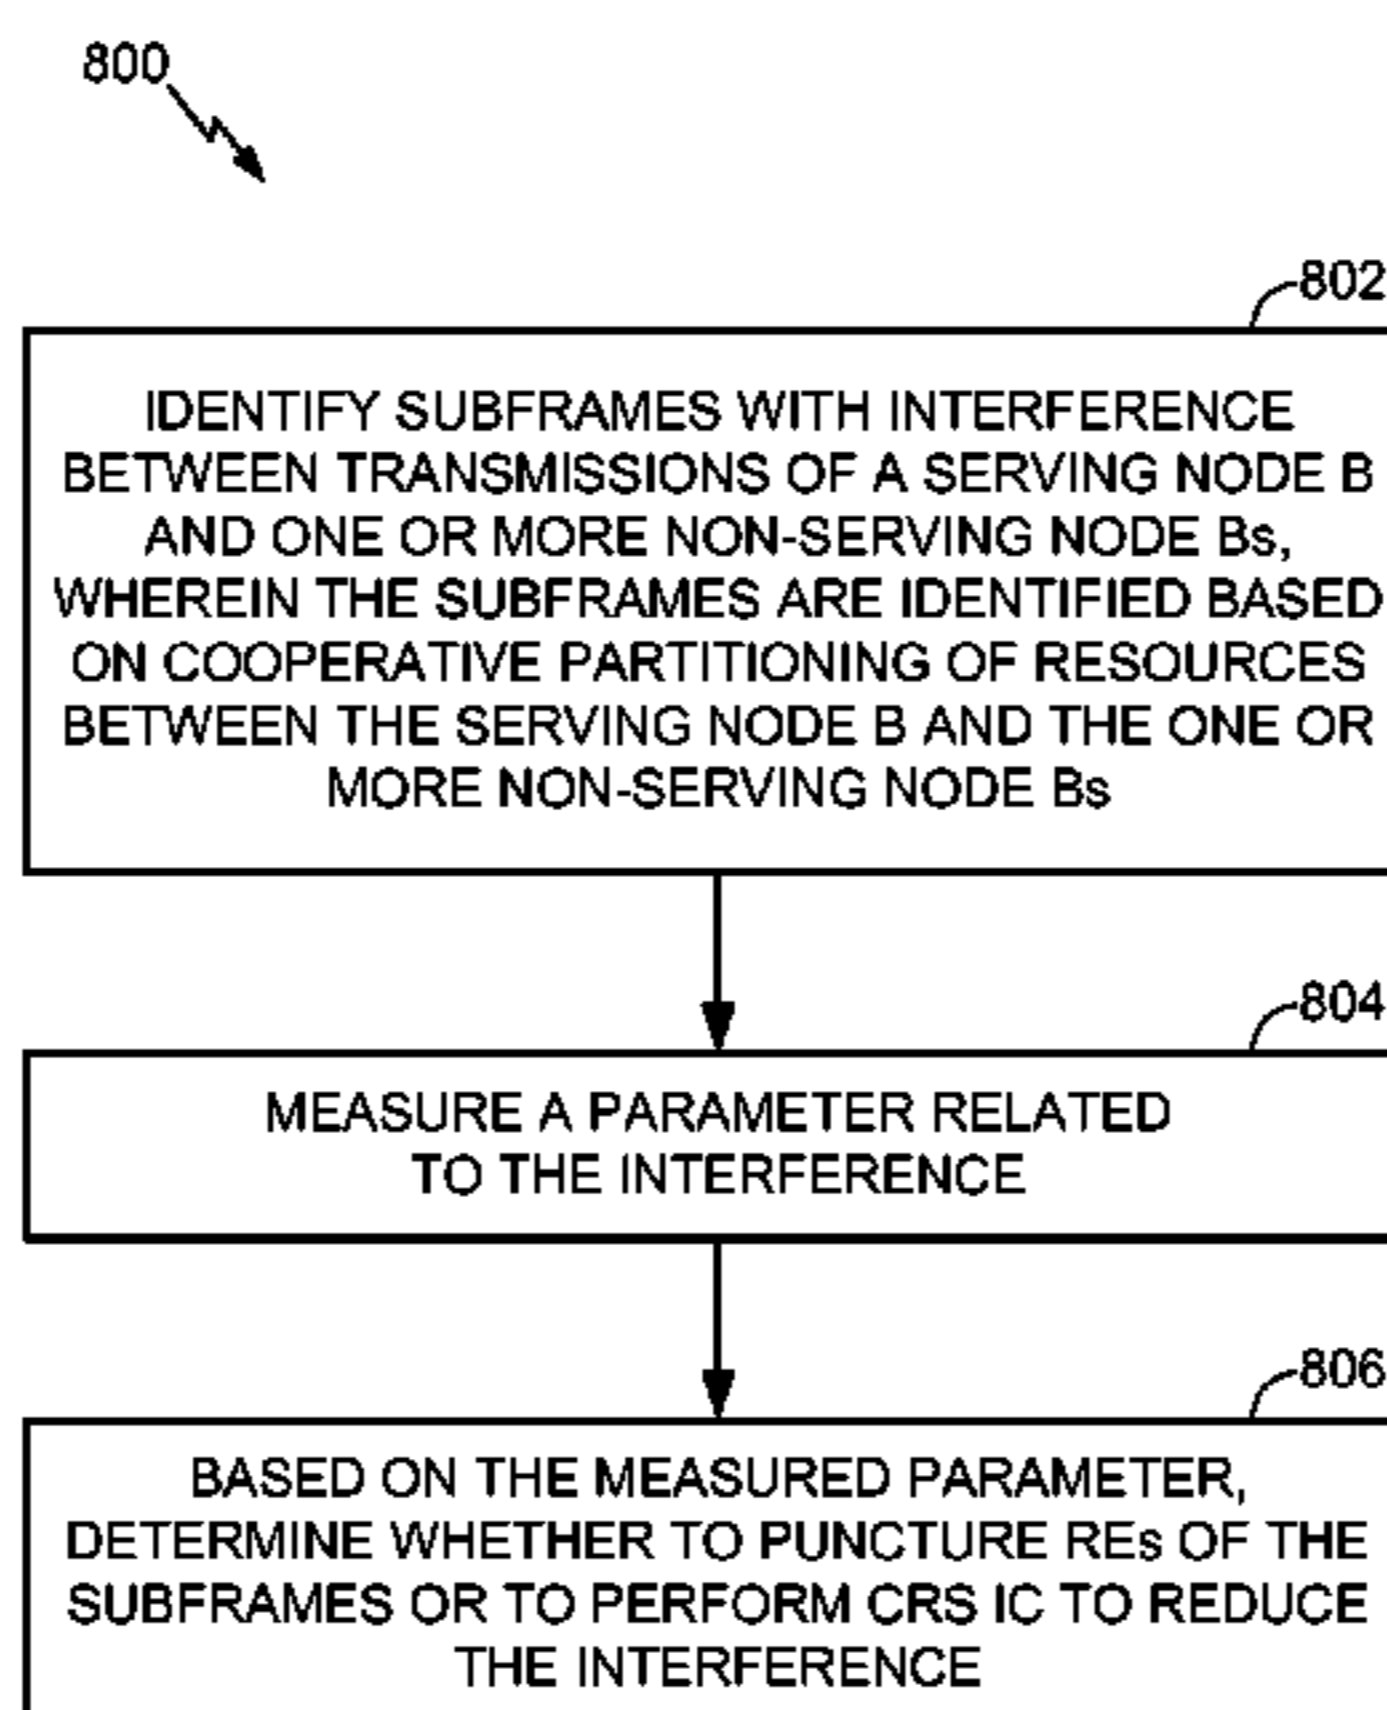 800
802
IDENTIFY SUBFRAMES WITH INTERFERENCE
BETWEEN TRANSMISSIONS OF A SERVING NODE B
AND ONE OR MORE NON-SERVING NODE Bs,
WHEREIN THE SUBFRAMES ARE IDENTIFIED BASED
ON COOPERATIVE PARTITIONING OF RESOURCES
BETWEEN THE SERVING NODE B AND THE ONE OR
MORE NON-SERVING NODE Bs
804
MEASURE A PARAMETER RELATED
TO THE INTERFERENCE
806
BASED ON THE MEASURED PARAMETER,
DETERMINE WHETHER TO PUNCTURE REs OF THE
SUBFRAMES OR TO PERFORM CRS IC TO REDUCE
THE INTERFERENCE